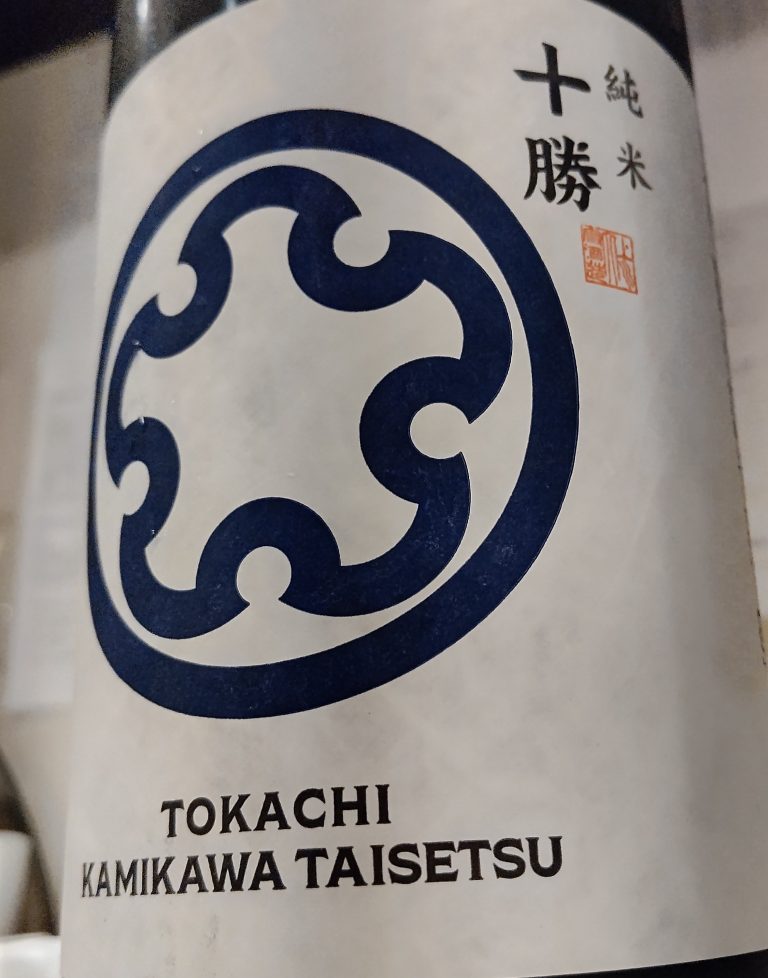 純米
十勝
TOKACHI
KAMIKAWA TAISETSU